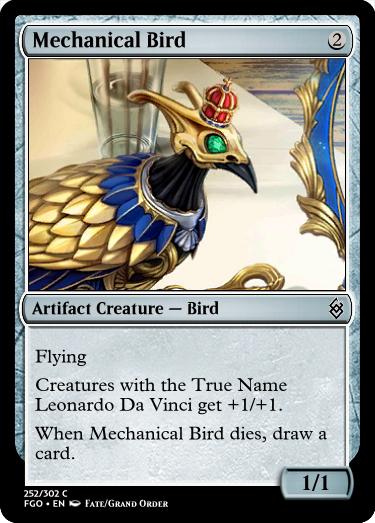 Mechanical Bird 2
Artifact Creature — Bird
Flying
Creatures with the True Name
Leonardo Da Vinci get +1/+1.
When Mechanical Bird dies, draw a
card.
1/1
252/302 C
FGO • EN Fate/Grand Order